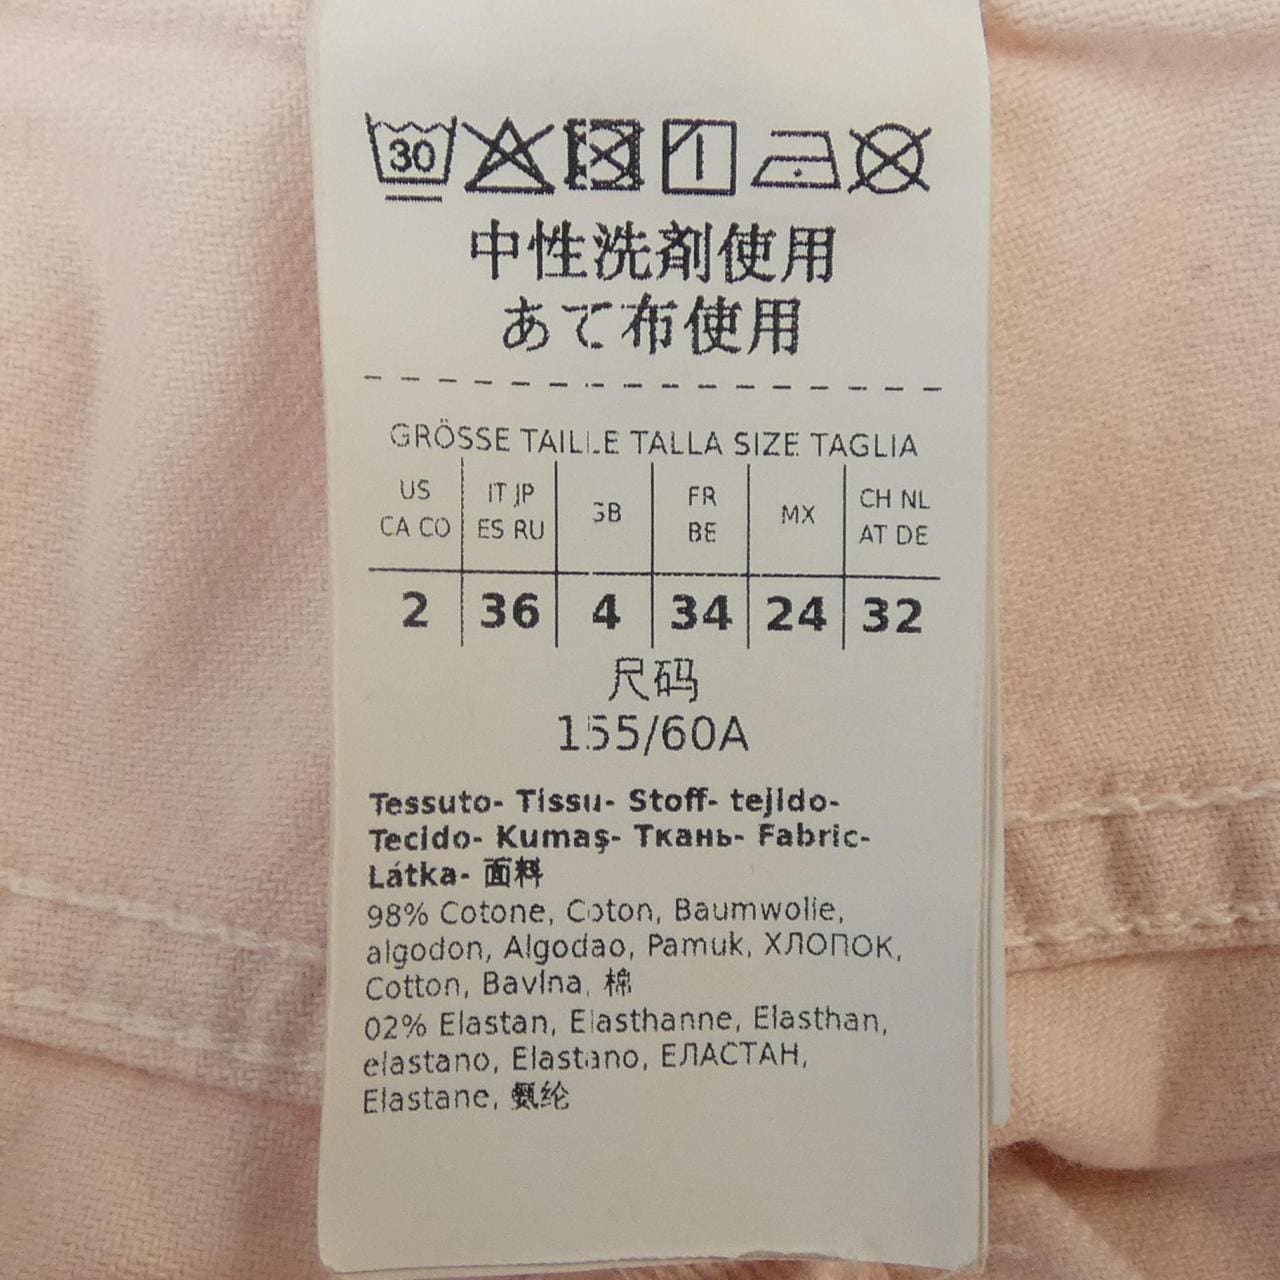 30
中性洗剤使用
あて布使用
GRÖSSE TAILLE TALLA SIZE TAGLIA
US IT JP GB FR MX CH NL
CA CO ES RU BE AT DE
2 36 4 34 24 32
尺码
155/60A
Tessuto- Tissu- Stoff- tejido-
Tecido- Kumaş- Ткань- Fabric-
Látka- 面料
98% Cotone, Coton, Baumwolle,
algodon, Algodao, Pamuk, ХЛОПОК,
Cotton, Bavlna, 棉
02% Elastan, Elasthanne, Elasthan,
elastano, Elastano, ЕЛАСТАН,
Elastane, 氨纶